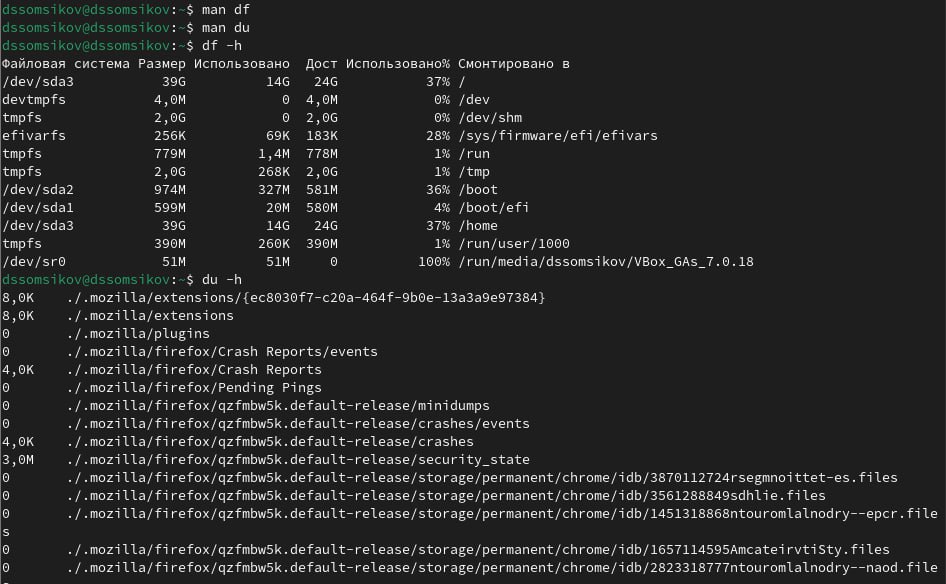 dssomsikov@dssomsikov:~$ man df
dssomsikov@dssomsikov:~$ man du
dssomsikov@dssomsikov:~$ df -h
Файловая система Размер Использовано  Дост Использовано% Смонтировано в
/dev/sda3           39G          14G   24G           37% /
devtmpfs           4,0M            0  4,0M            0% /dev
tmpfs              2,0G            0  2,0G            0% /dev/shm
efivarfs           256K          69K  183K           28% /sys/firmware/efi/efivars
tmpfs              779M         1,4M  778M            1% /run
tmpfs              2,0G         268K  2,0G            1% /tmp
/dev/sda2          974M         327M  581M           36% /boot
/dev/sda1          599M          20M  580M            4% /boot/efi
/dev/sda3           39G          14G   24G           37% /home
tmpfs              390M         260K  390M            1% /run/user/1000
/dev/sr0            51M          51M     0          100% /run/media/dssomsikov/VBox_GAs_7.0.18
dssomsikov@dssomsikov:~$ du -h
8,0K    ./.mozilla/extensions/{ec8030f7-c20a-464f-9b0e-13a3a9e97384}
8,0K    ./.mozilla/extensions
0       ./.mozilla/plugins
0       ./.mozilla/firefox/Crash Reports/events
4,0K    ./.mozilla/firefox/Crash Reports
0       ./.mozilla/firefox/Pending Pings
0       ./.mozilla/firefox/qzfmbw5k.default-release/minidumps
0       ./.mozilla/firefox/qzfmbw5k.default-release/crashes/events
4,0K    ./.mozilla/firefox/qzfmbw5k.default-release/crashes
3,0M    ./.mozilla/firefox/qzfmbw5k.default-release/security_state
0       ./.mozilla/firefox/qzfmbw5k.default-release/storage/permanent/chrome/idb/3870112724rsegmnoittet-es.files
0       ./.mozilla/firefox/qzfmbw5k.default-release/storage/permanent/chrome/idb/3561288849sdhlie.files
0       ./.mozilla/firefox/qzfmbw5k.default-release/storage/permanent/chrome/idb/1451318868ntouromlalnodry--epcr.file
s
0       ./.mozilla/firefox/qzfmbw5k.default-release/storage/permanent/chrome/idb/1657114595AmcateirvtiSty.files
0       ./.mozilla/firefox/qzfmbw5k.default-release/storage/permanent/chrome/idb/2823318777ntouromlalnodry--naod.file